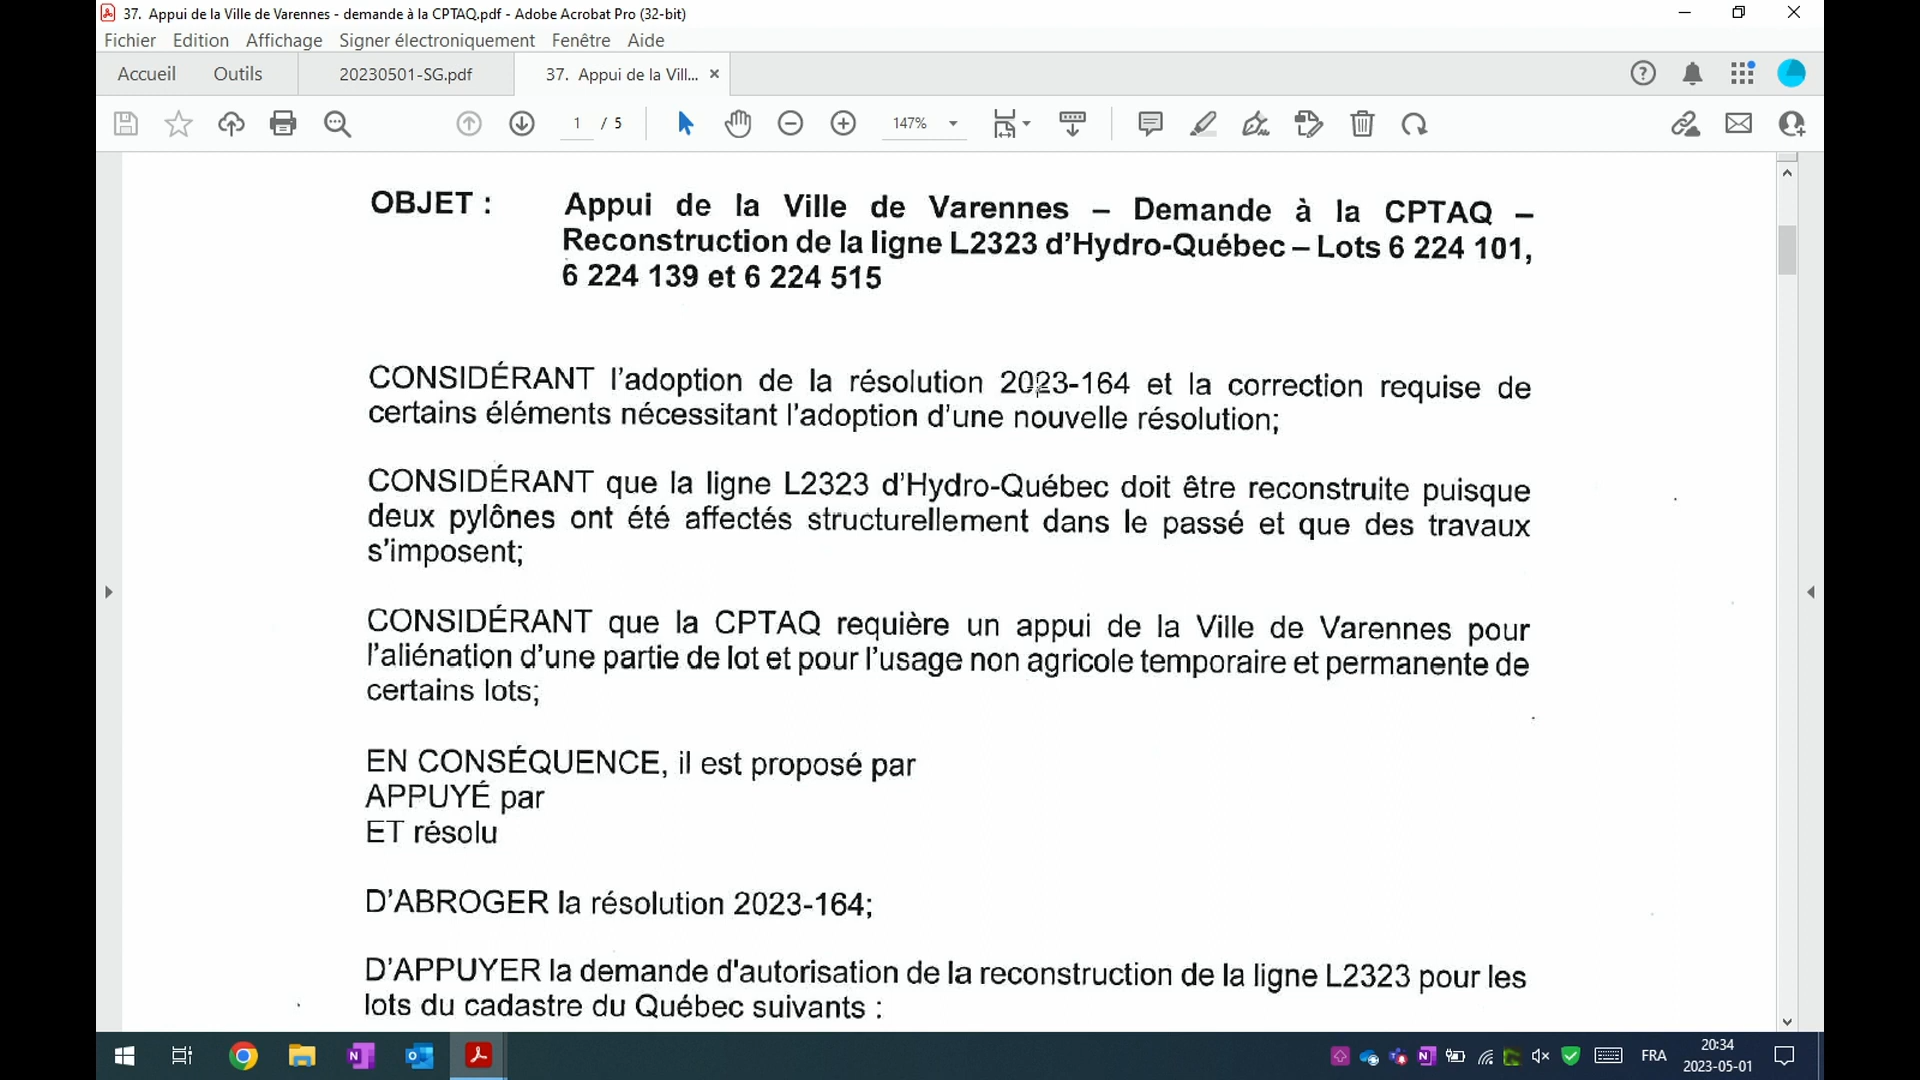 37. Appui de la Ville de Varennes - demande à la CPTAQ.pdf - Adobe Acrobat Pro (32-bit)
Fichier Edition Affichage Signer électroniquement Fenêtre Aide
Accueil Outils 20230501-SG.pdf 37. Appui de la Vill... ×
1 / 5 147%
OBJET : Appui de la Ville de Varennes – Demande à la CPTAQ –
Reconstruction de la ligne L2323 d'Hydro-Québec – Lots 6 224 101,
6 224 139 et 6 224 515
CONSIDÉRANT l'adoption de la résolution 2023-164 et la correction requise de
certains éléments nécessitant l'adoption d'une nouvelle résolution;
CONSIDÉRANT que la ligne L2323 d'Hydro-Québec doit être reconstruite puisque
deux pylônes ont été affectés structurellement dans le passé et que des travaux
s'imposent;
CONSIDÉRANT que la CPTAQ requière un appui de la Ville de Varennes pour
l'aliénation d'une partie de lot et pour l'usage non agricole temporaire et permanente de
certains lots;
EN CONSÉQUENCE, il est proposé par
APPUYÉ par
ET résolu
D'ABROGER la résolution 2023-164;
D'APPUYER la demande d'autorisation de la reconstruction de la ligne L2323 pour les
lots du cadastre du Québec suivants :
FRA
20:34
2023-05-01